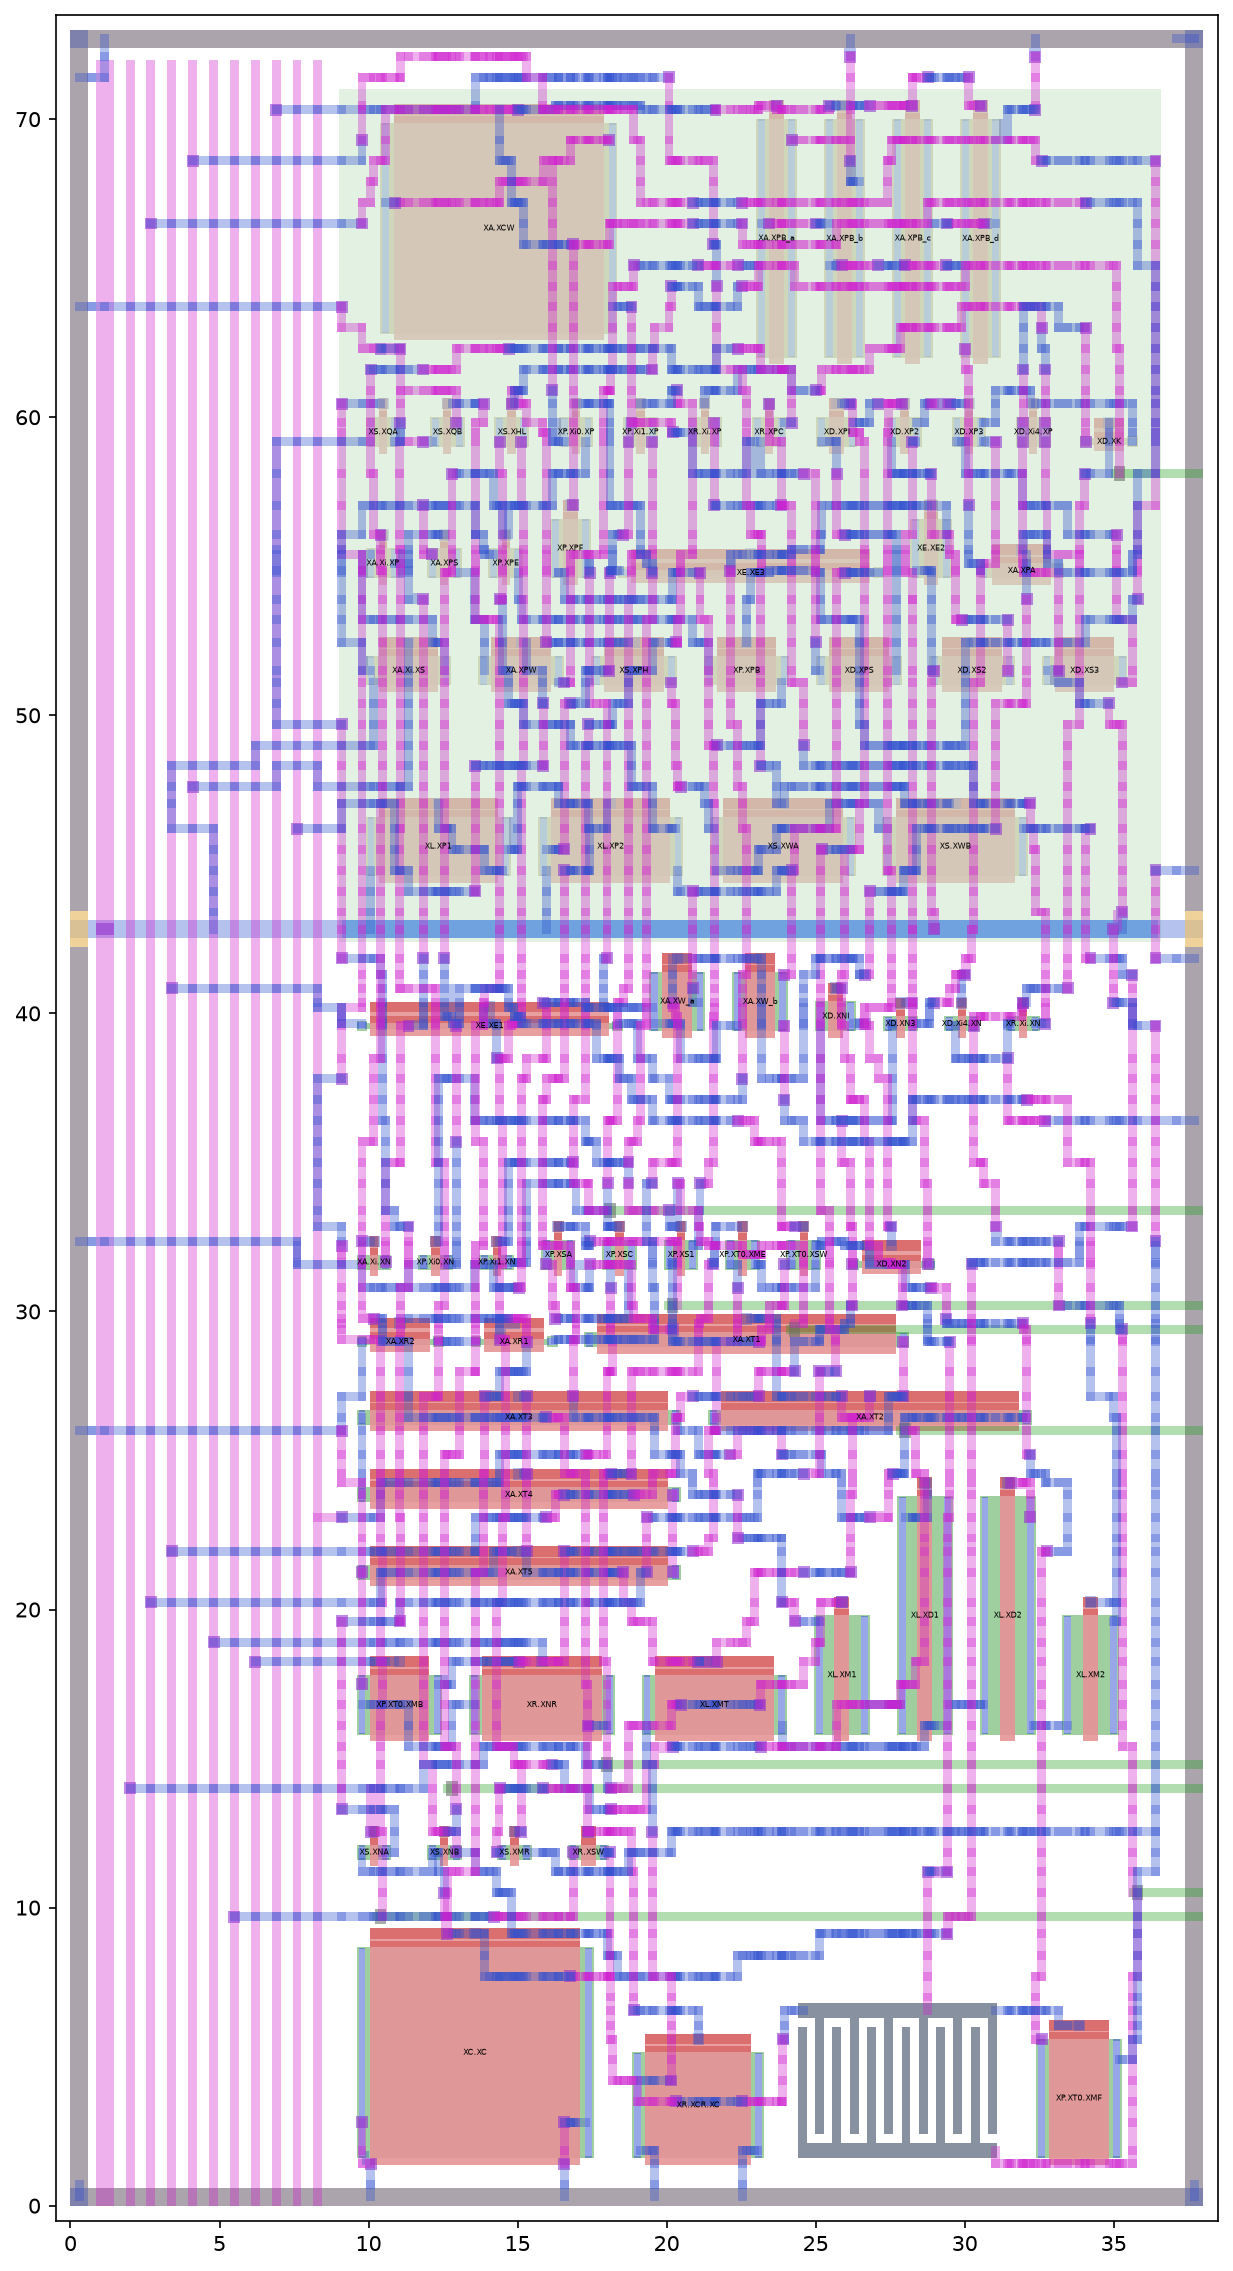 70
XA.XCW
XA.XPB_a XA.XPB_b XA.XPB_c XA.XPB_d
60
XS.XQA XS.XQB XS.XHL XP.Xi0.XP XP.Xi1.XP XR.Xi.XP XR.XPC XD.XPI XD.XP2 XD.XP3 XD.Xi4.XP XD.XK
XP.XPF XE.XE2
XA.Xi.XP XA.XPS XP.XPE XE.XE3 XA.XPA
XA.Xi.XS XA.XPW XS.XPH XP.XPB XD.XPS XD.XS2 XD.XS3
50
XL.XP1 XL.XP2 XS.XWA XS.XWB
40
XE.XE1 XA.XW_a XA.XW_b XD.XNI XD.XN3 XD.Xi4.XN XR.Xi.XN
XA.Xi.XN XP.Xi0.XN XP.Xi1.XN XP.XSA XP.XSC XP.XS1 XP.XT0.XME XP.XT0.XSW XD.XN2
30
XA.XR2 XA.XR1 XA.XT1
XA.XT3 XA.XT2
XA.XT4
XA.XT5
20
XL.XD1 XL.XD2
XL.XM1 XL.XM2
XP.XT0.XMB XR.XNR XL.XMT
XS.XNA XS.XNB XS.XMR XR.XSW
10
XC.XC
XR.XCR.XC XP.XT0.XMF
0
0 5 10 15 20 25 30 35